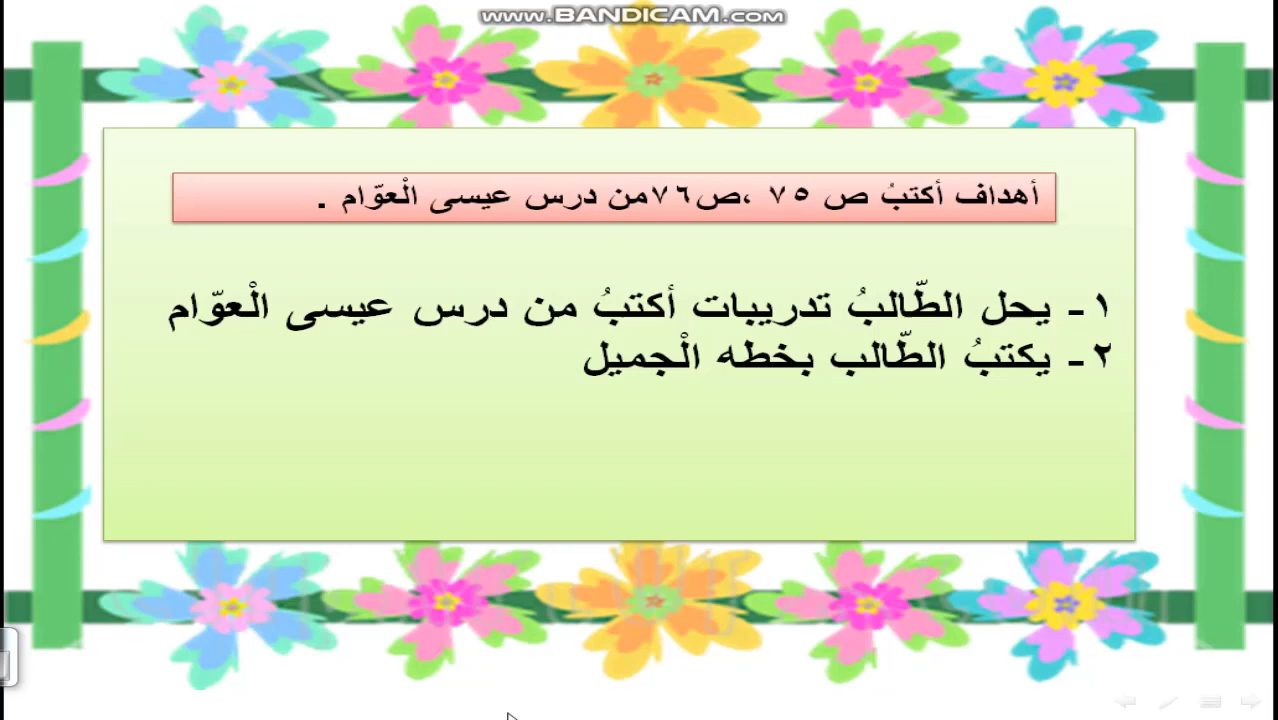 www.BANDICAM.com
أهداف أكتبُ ص ٧٥ ،ص٧٦من درس عيسى الْعوّام .
١- يحل الطّالبُ تدريبات أكتبُ من درس عيسى الْعوّام
٢- يكتبُ الطّالب بخطه الْجميل